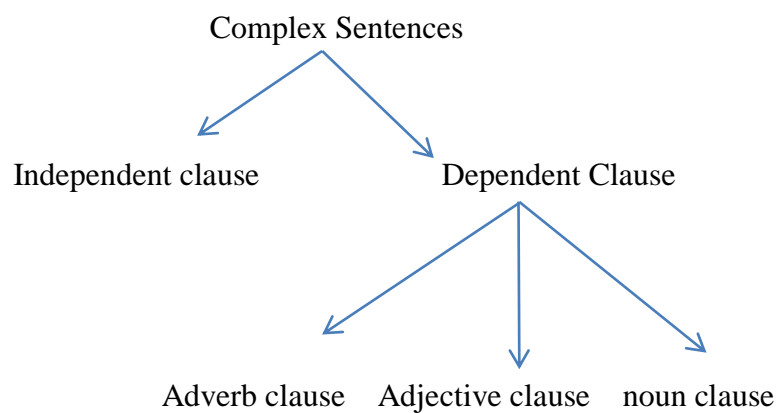 Complex Sentences
Independent clause Dependent Clause
Adverb clause Adjective clause noun clause